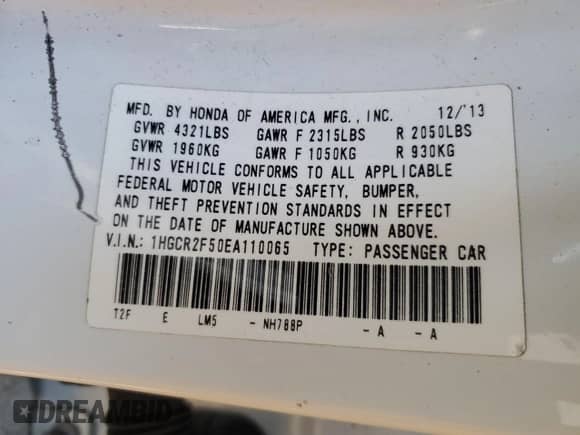 MFD. BY HONDA OF AMERICA MFG., INC. 12/'13
GVWR 4321LBS GAWR F 2315LBS R 2050LBS
GVWR 1960KG GAWR F 1050KG R 930KG
THIS VEHICLE CONFORMS TO ALL APPLICABLE
FEDERAL MOTOR VEHICLE SAFETY, BUMPER,
AND THEFT PREVENTION STANDARDS IN EFFECT
ON THE DATE OF MANUFACTURE SHOWN ABOVE.
V.I.N.: 1HGCR2F50EA110065 TYPE: PASSENGER CAR
T2F E LM5 - NH788P -A -A
DREAMBID